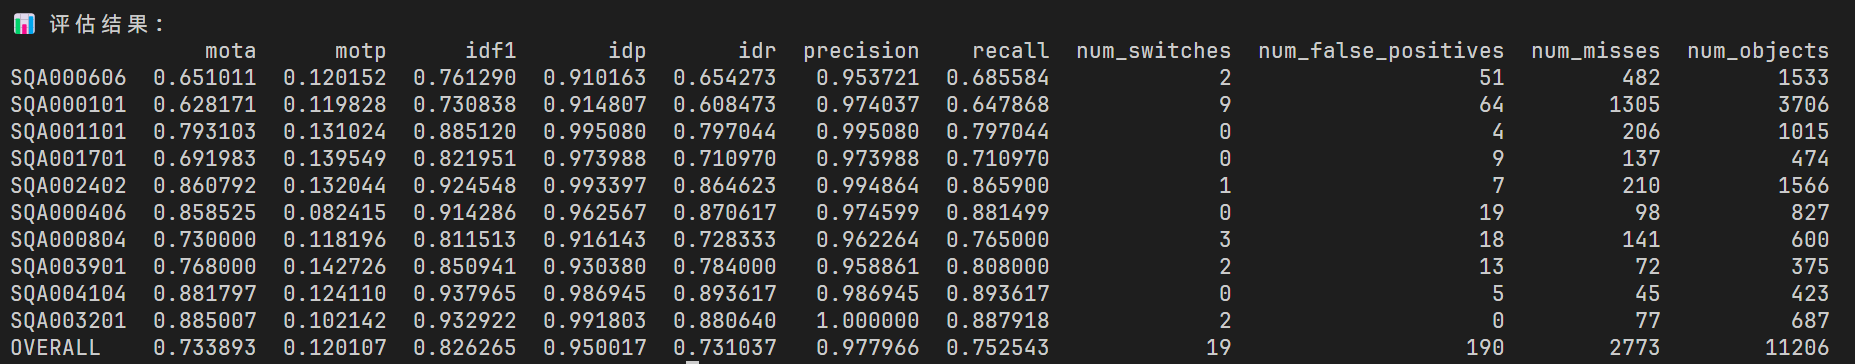 📊 评估结果：
mota motp idf1 idp idr precision recall num_switches num_false_positives num_misses num_objects
SQA000606 0.651011 0.120152 0.761290 0.910163 0.654273 0.953721 0.685584 2 51 482 1533
SQA000101 0.628171 0.119828 0.730838 0.914807 0.608473 0.974037 0.647868 9 64 1305 3706
SQA001101 0.793103 0.131024 0.885120 0.995080 0.797044 0.995080 0.797044 0 4 206 1015
SQA001701 0.691983 0.139549 0.821951 0.973988 0.710970 0.973988 0.710970 0 9 137 474
SQA002402 0.860792 0.132044 0.924548 0.993397 0.864623 0.994864 0.865900 1 7 210 1566
SQA000406 0.858525 0.082415 0.914286 0.962567 0.870617 0.974599 0.881499 0 19 98 827
SQA000804 0.730000 0.118196 0.811513 0.916143 0.728333 0.962264 0.765000 3 18 141 600
SQA003901 0.768000 0.142726 0.850941 0.930380 0.784000 0.958861 0.808000 2 13 72 375
SQA004104 0.881797 0.124110 0.937965 0.986945 0.893617 0.986945 0.893617 0 5 45 423
SQA003201 0.885007 0.102142 0.932922 0.991803 0.880640 1.000000 0.887918 2 0 77 687
OVERALL 0.733893 0.120107 0.826265 0.950017 0.731037 0.977966 0.752543 19 190 2773 11206